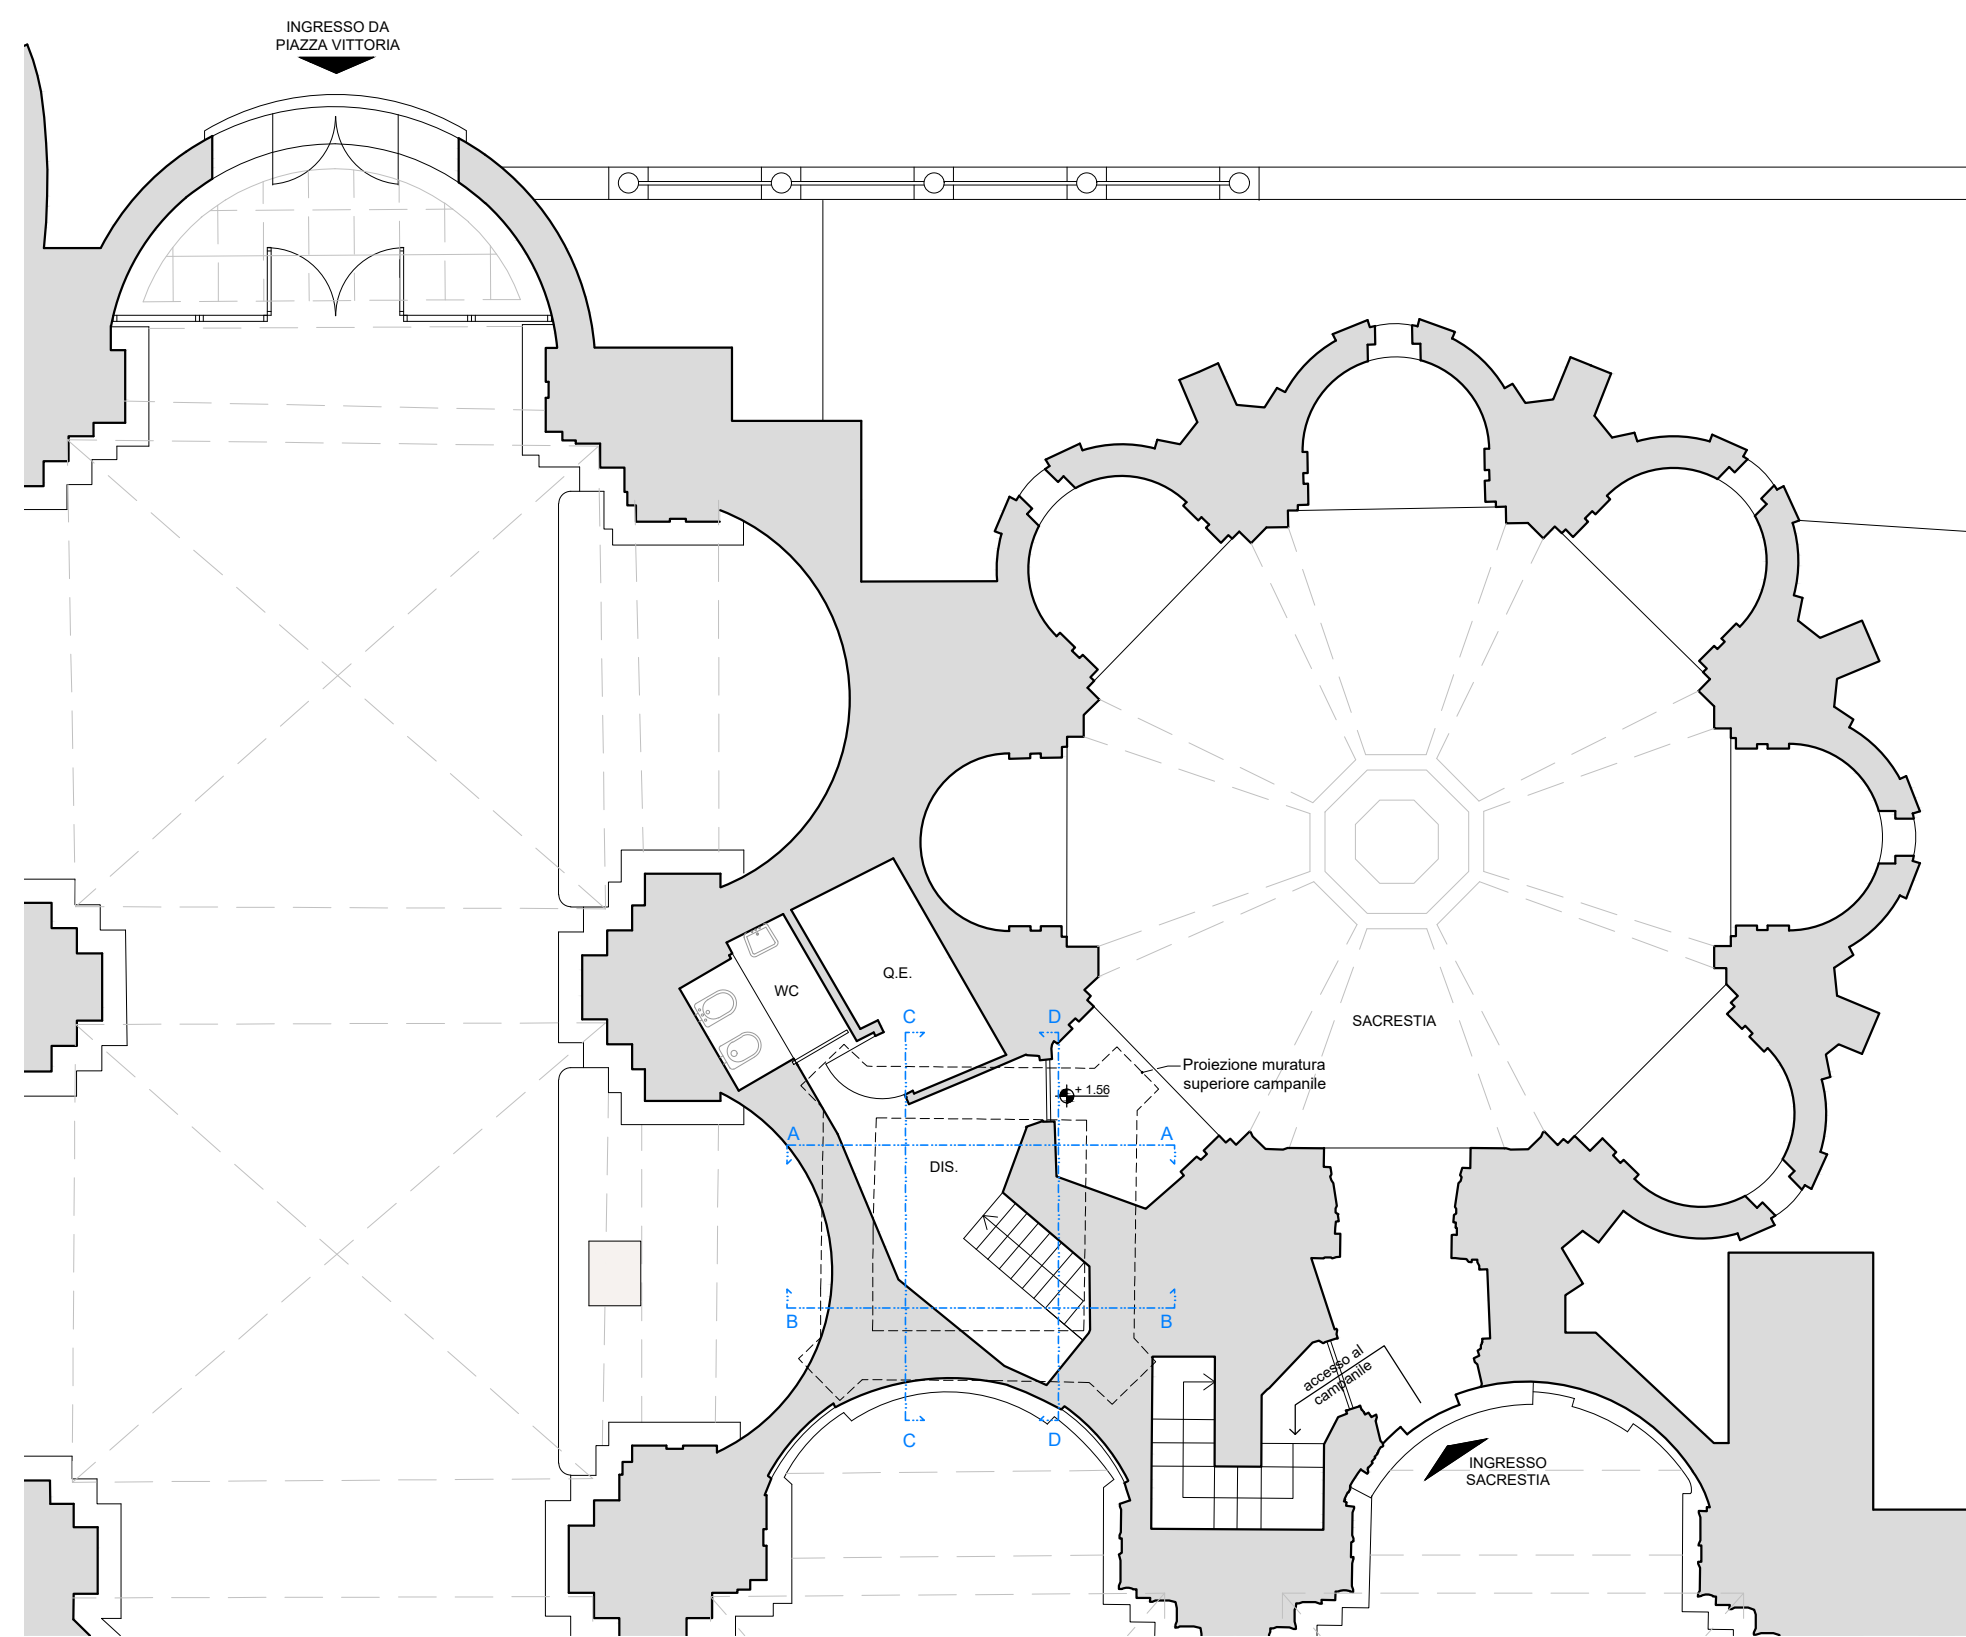 INGRESSO DA
PIAZZA VITTORIA
WC
Q.E.
C
D
SACRESTIA
Proiezione muratura
superiore campanile
+ 1.56
A
A
DIS.
B
B
accesso al
campanile
C
D
INGRESSO
SACRESTIA